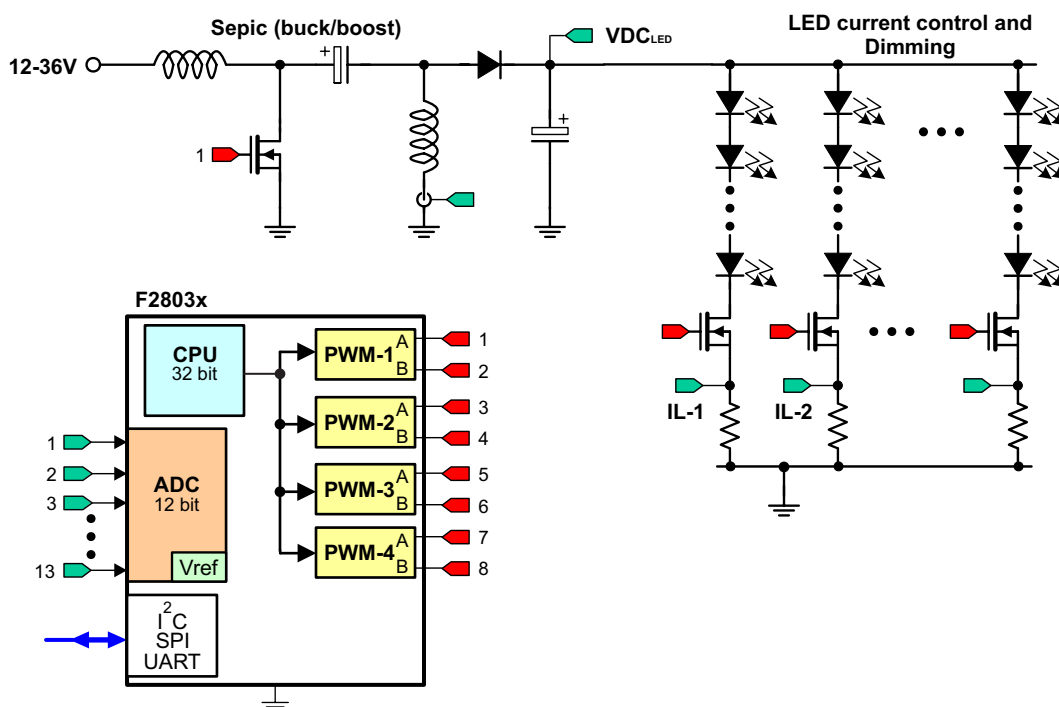 Sepic (buck/boost)
VDCLED
LED current control and
Dimming
12-36V
+
+
1
IL-1
IL-2
F2803x
CPU
32 bit
PWM-1
A
B
1
2
PWM-2
A
B
3
4
PWM-3
A
B
5
6
PWM-4
A
B
7
8
1
2
3
13
ADC
12 bit
Vref
I²C
SPI
UART